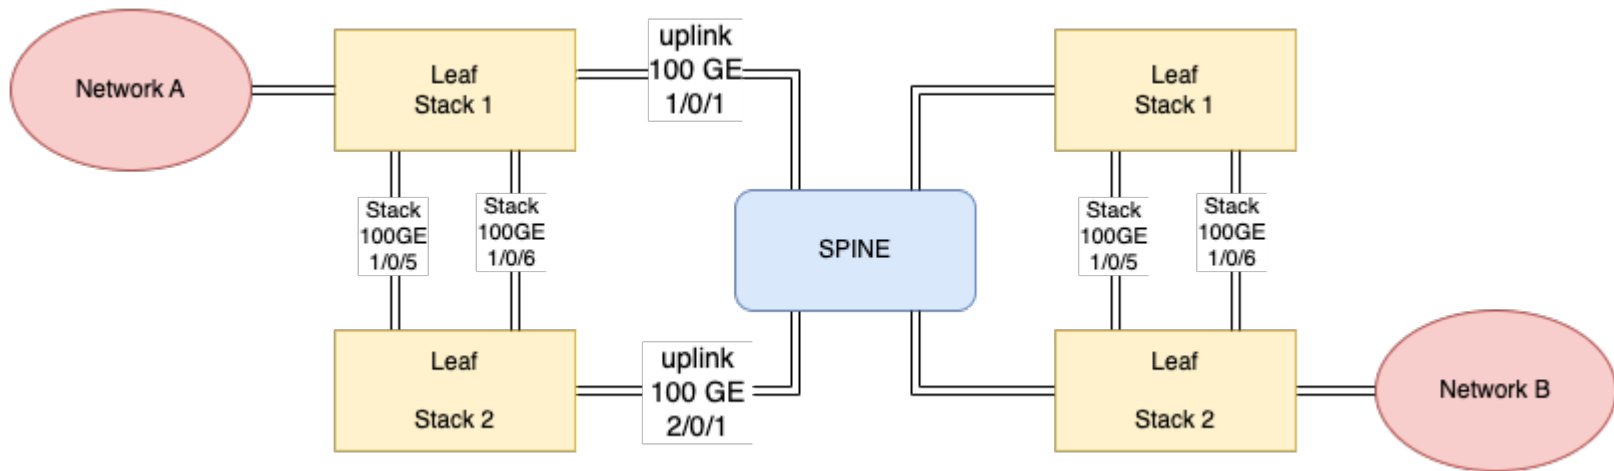 Network A
Leaf
Stack 1
uplink
100 GE
1/0/1
Leaf
Stack 1
Stack
100GE
1/0/5
Stack
100GE
1/0/6
SPINE
Stack
100GE
1/0/5
Stack
100GE
1/0/6
Leaf
Stack 2
uplink
100 GE
2/0/1
Leaf
Stack 2
Network B